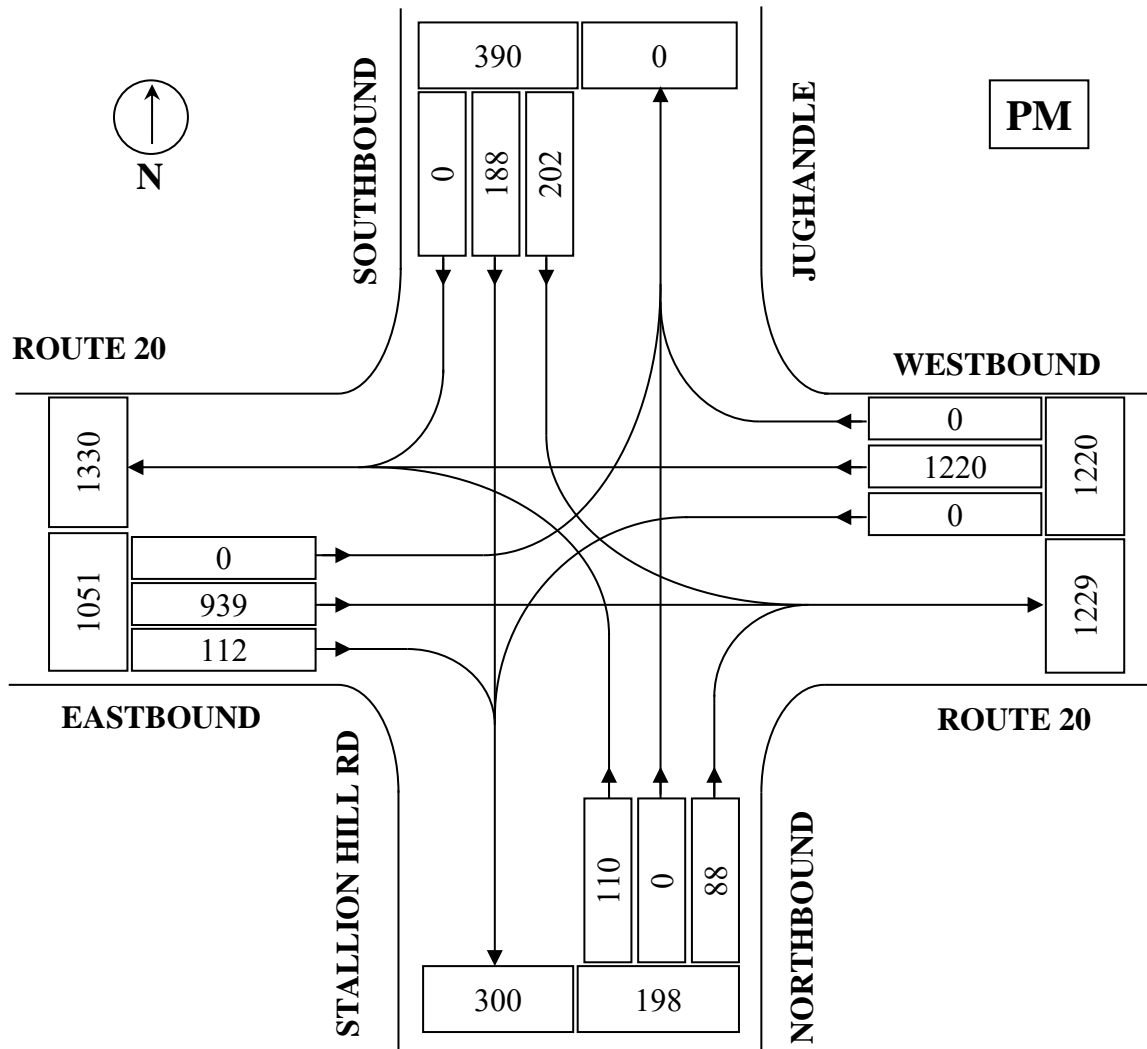 390
0
SOUTHBOUND
0
188
202
JUGHANDLE
PM
N
ROUTE 20
WESTBOUND
1330
0
1220
0
1220
1051
0
939
112
1229
EASTBOUND
ROUTE 20
STALLION HILL RD
110
0
88
NORTHBOUND
300
198